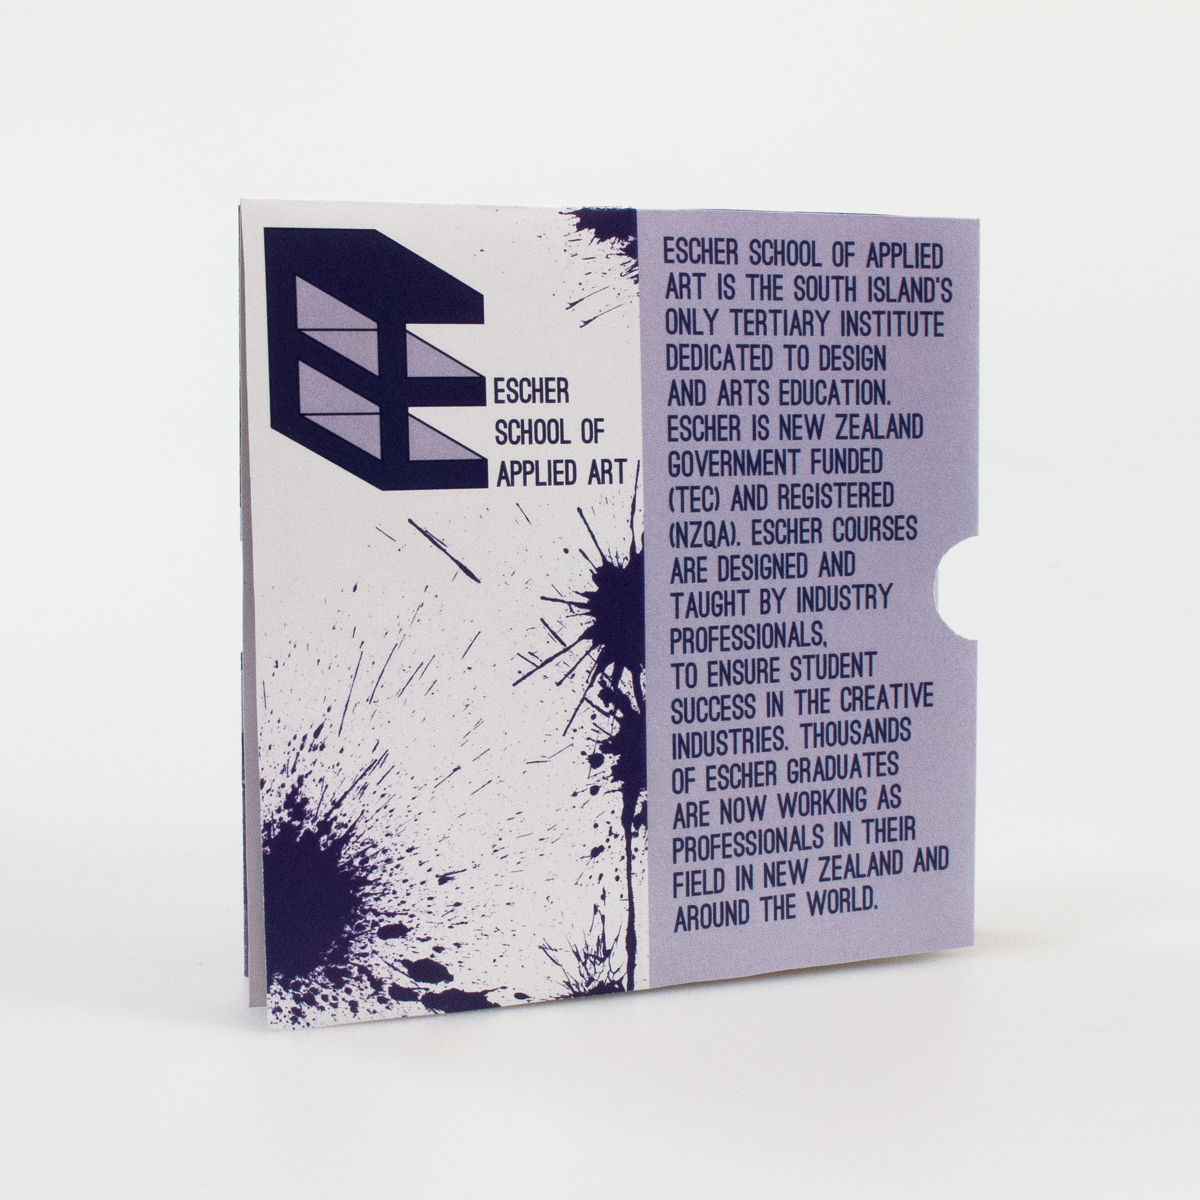 ESCHER
SCHOOL OF
APPLIED ART
ESCHER SCHOOL OF APPLIED
ART IS THE SOUTH ISLAND'S
ONLY TERTIARY INSTITUTE
DEDICATED TO DESIGN
AND ARTS EDUCATION.
ESCHER IS NEW ZEALAND
GOVERNMENT FUNDED
(TEC) AND REGISTERED
(NZQA). ESCHER COURSES
ARE DESIGNED AND
TAUGHT BY INDUSTRY
PROFESSIONALS,
TO ENSURE STUDENT
SUCCESS IN THE CREATIVE
INDUSTRIES. THOUSANDS
OF ESCHER GRADUATES
ARE NOW WORKING AS
PROFESSIONALS IN THEIR
FIELD IN NEW ZEALAND AND
AROUND THE WORLD.